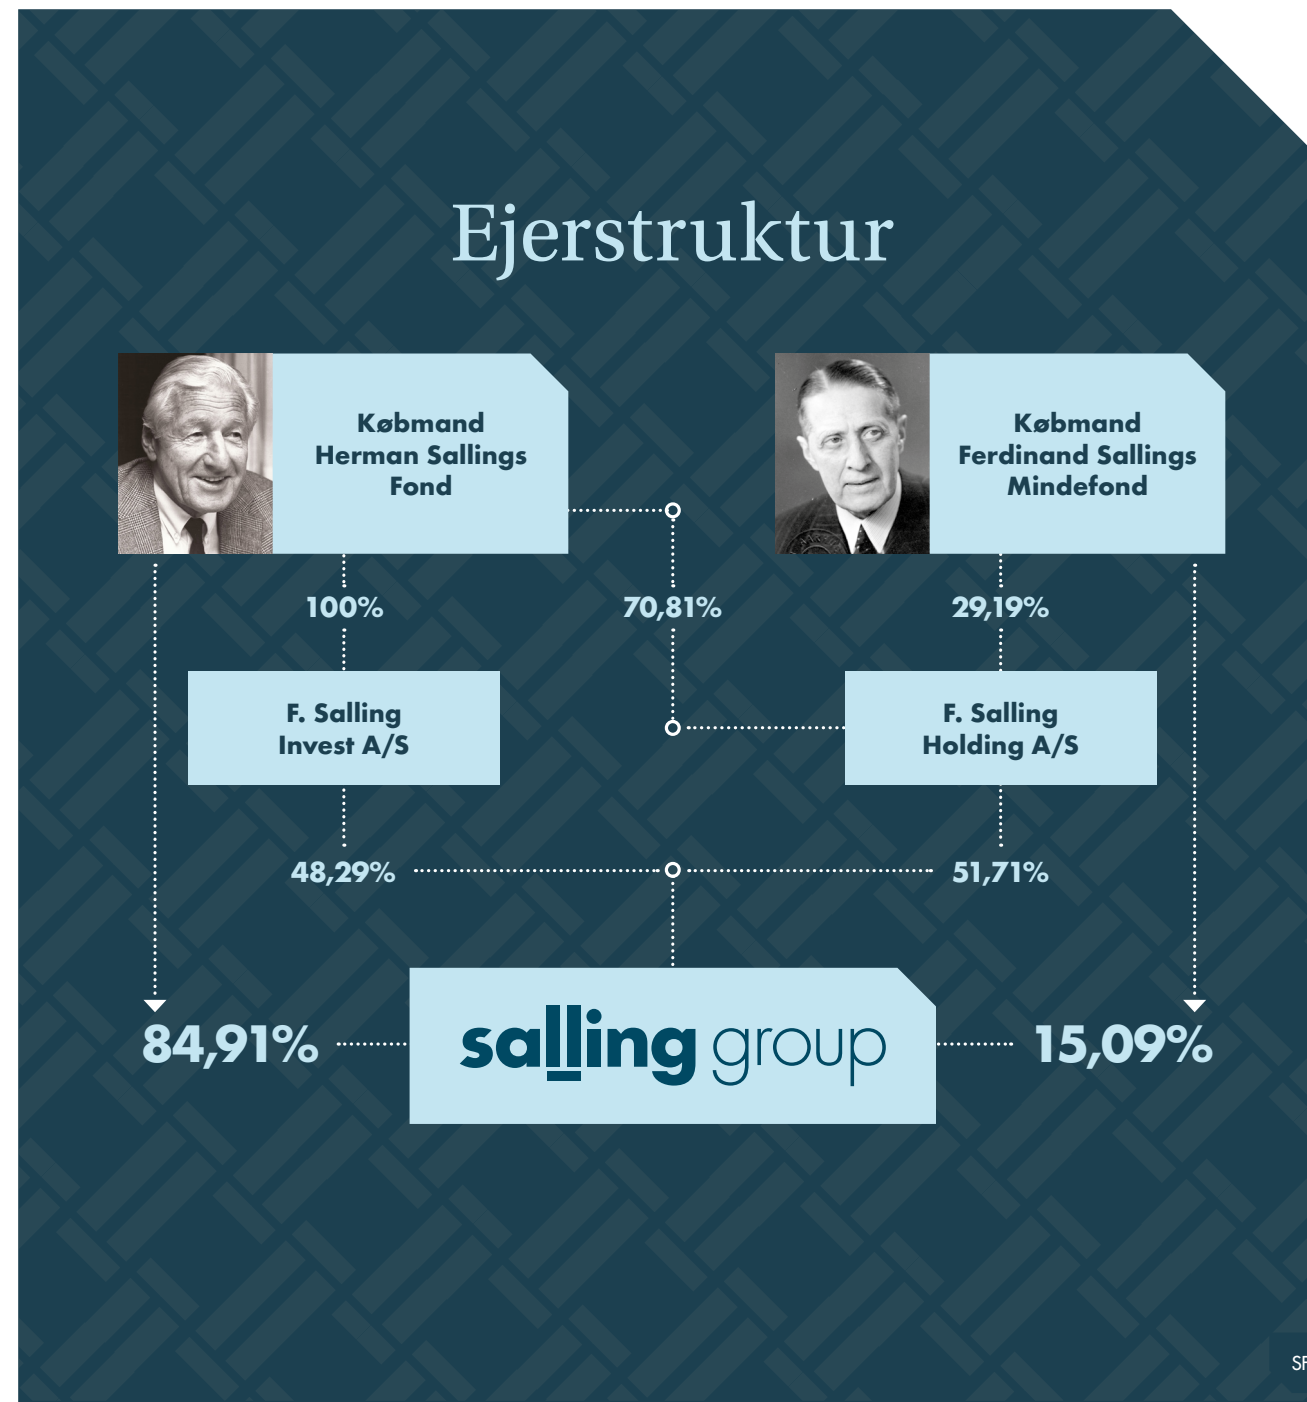 Ejerstruktur
Købmand
Herman Sallings
Fond
Købmand
Ferdinand Sallings
Mindefond
100%
70,81%
29,19%
F. Salling
Invest A/S
F. Salling
Holding A/S
48,29%
51,71%
84,91%
salling group
15,09%